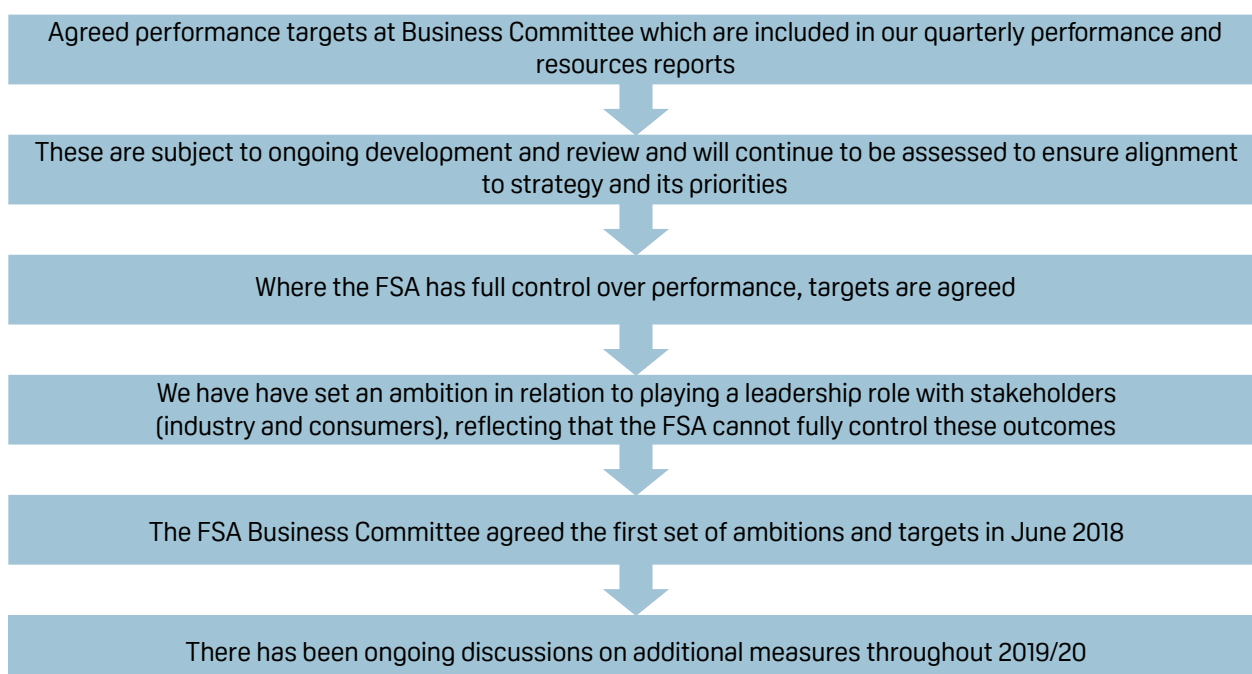 Agreed performance targets at Business Committee which are included in our quarterly performance and
resources reports
These are subject to ongoing development and review and will continue to be assessed to ensure alignment
to strategy and its priorities
Where the FSA has full control over performance, targets are agreed
We have have set an ambition in relation to playing a leadership role with stakeholders
(industry and consumers), reflecting that the FSA cannot fully control these outcomes
The FSA Business Committee agreed the first set of ambitions and targets in June 2018
There has been ongoing discussions on additional measures throughout 2019/20